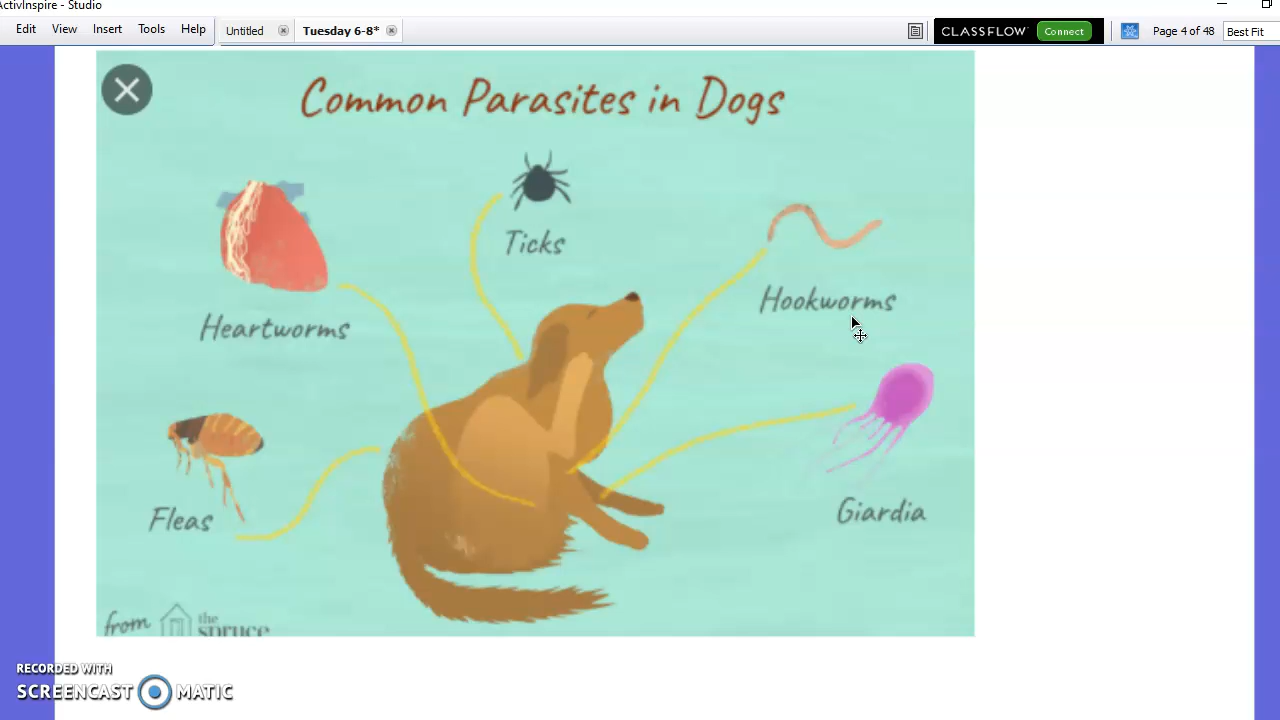 ActivInspire - Studio
Edit View Insert Tools Help Untitled Tuesday 6-8* CLASSFLOW Connect Page 4 of 48 Best Fit
Common Parasites in Dogs
Ticks
Hookworms
Heartworms
Giardia
Fleas
from the spruce
RECORDED WITH
SCREENCAST MATIC